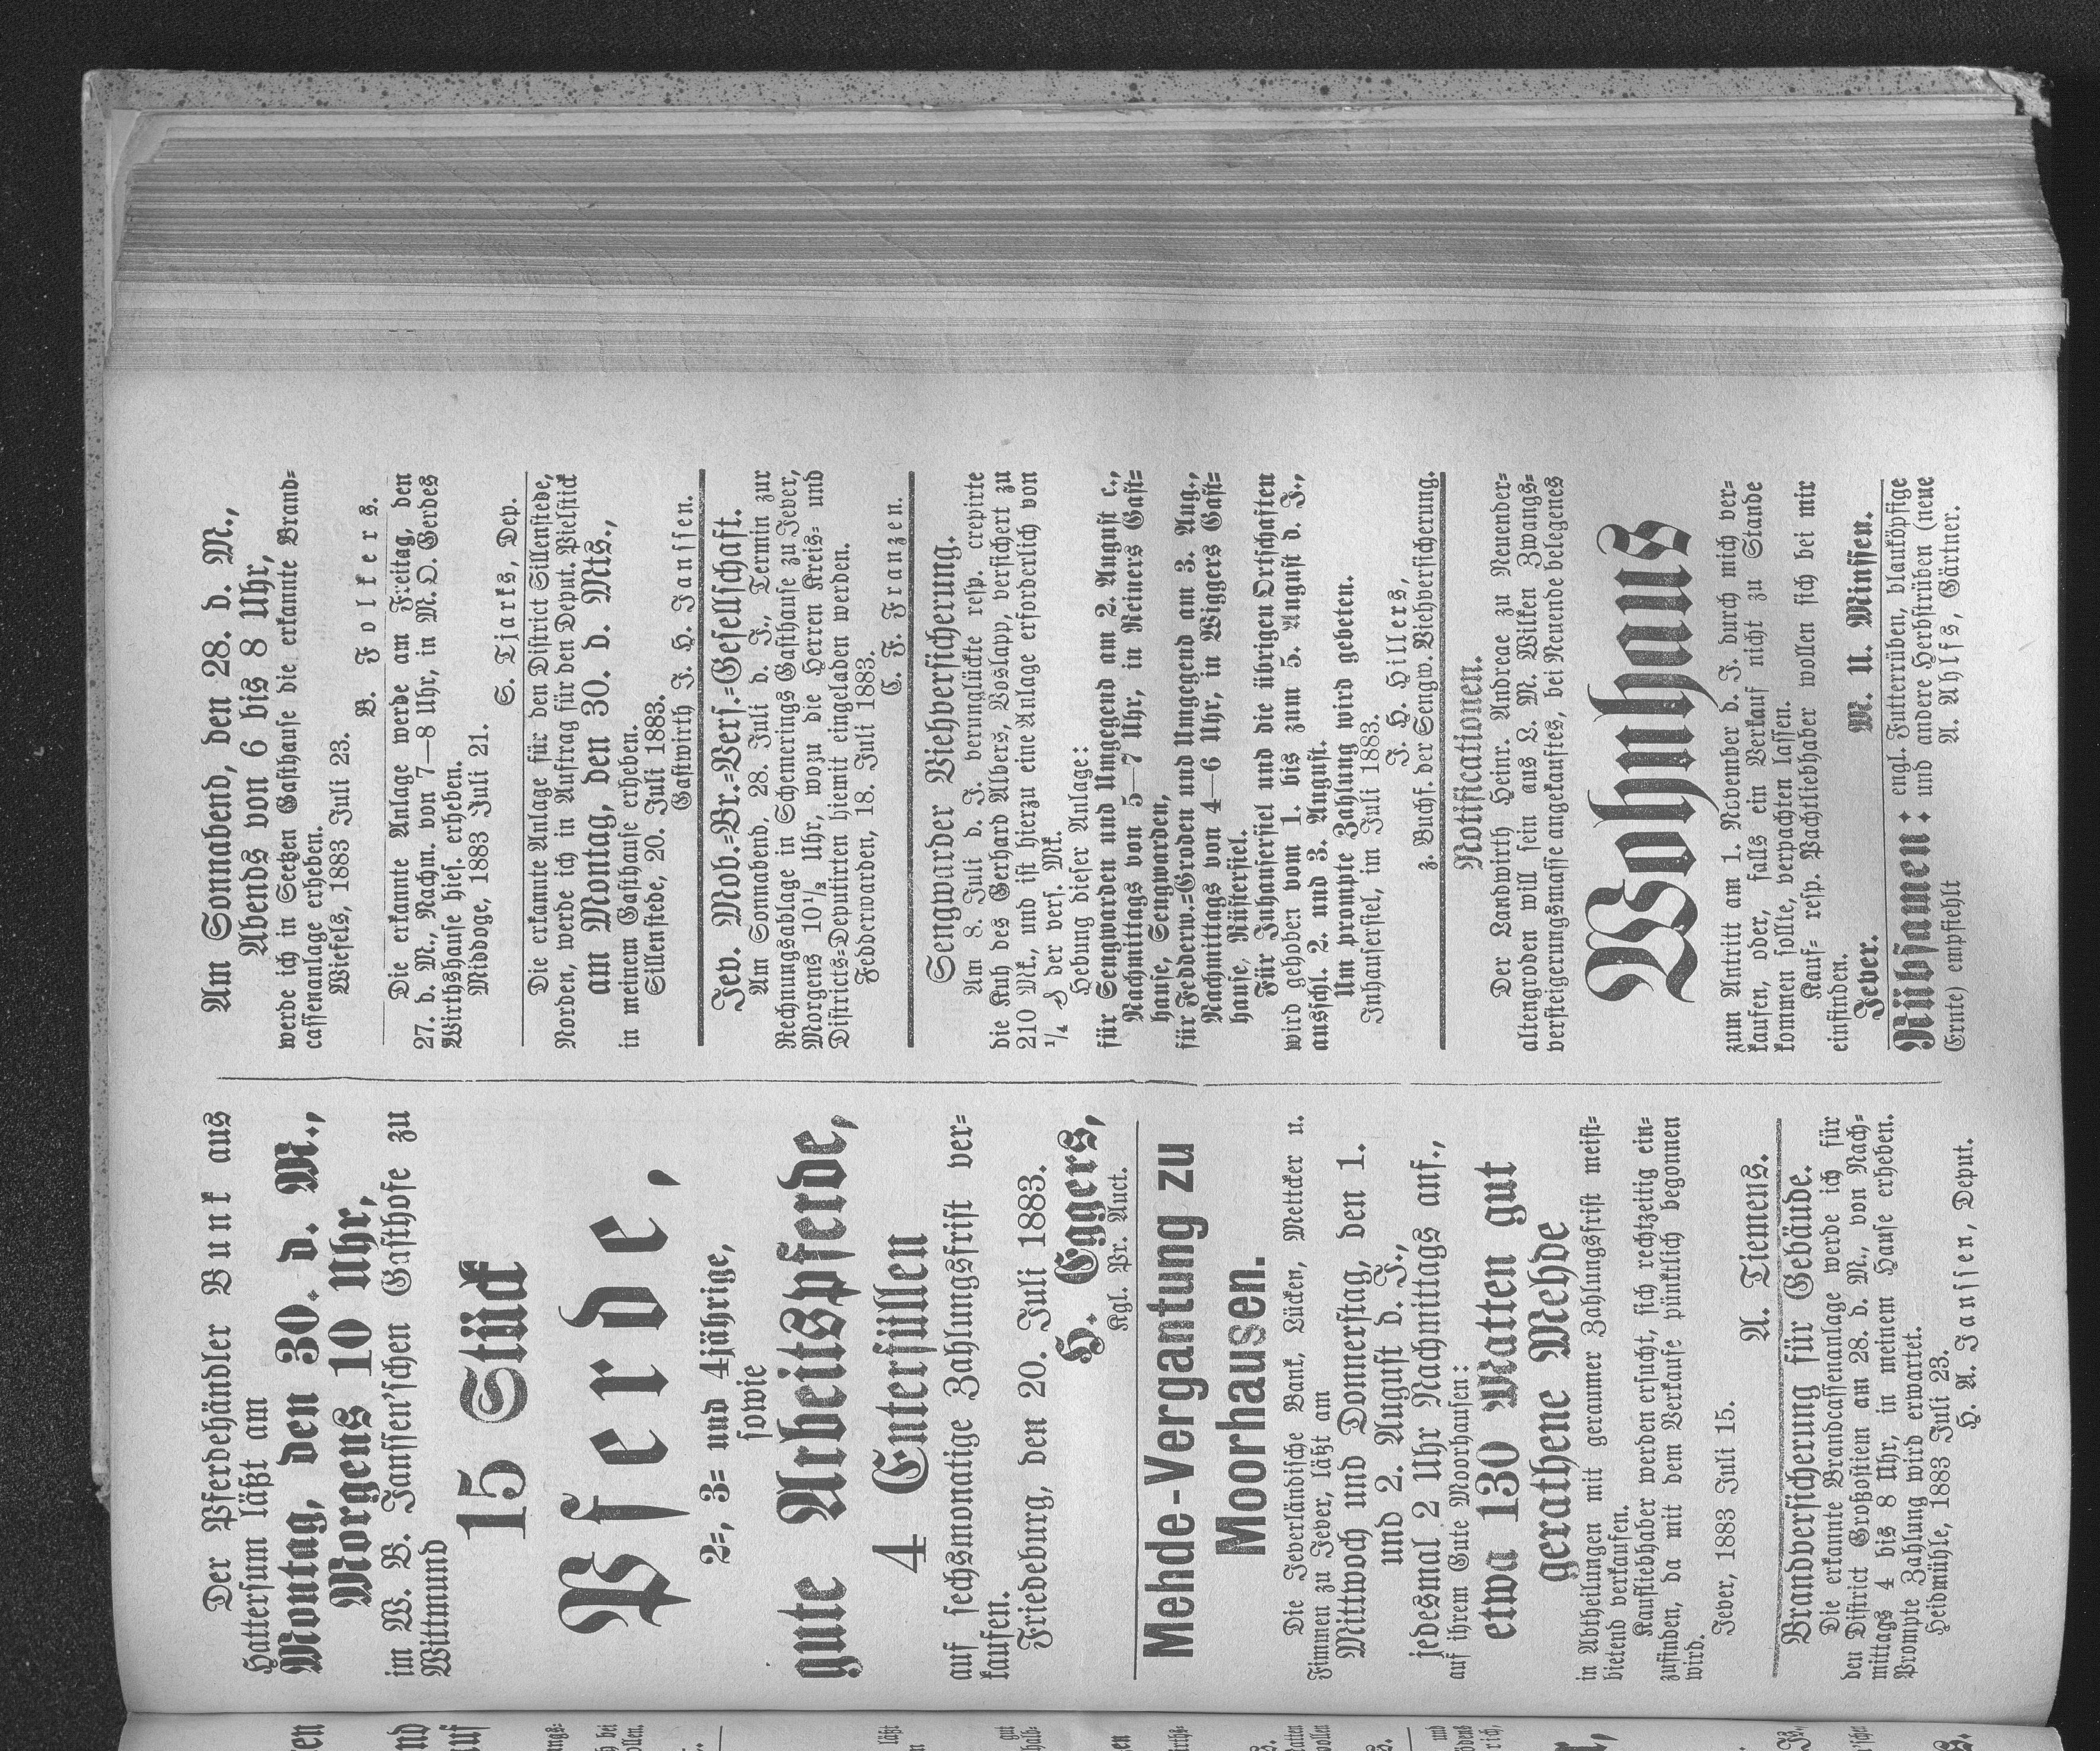 Der Pferdehändler Bunk aus
Hattersum läßt am
Montag, den 30. d. M.,
Morgens 10 Uhr,
im W. B. Janssen'schen Gasthofe zu
Wittmund
15 Stück
Pferde,
2=, 3= und 4jährige,
sowie
gute Arbeitspferde,
4 Enterfüllen
auf sechsmonatige Zahlungsfrist ver=
kaufen.
Friedeburg, den 20. Juli 1883.
H. Eggers,
Kgl. Pr. Auct.
Mehde-Vergantung zu
Moorhausen.
Die Jeverländische Bank, Lücken, Mettcker u.
Fimmen zu Jever, läßt am
Mittwoch und Donnerstag, den 1.
und 2. August d. J.,
jedesmal 2 Uhr Nachmittags anf.,
auf ihrem Gute Moorhausen:
etwa 130 Matten gut
gerathene Mehde
in Abtheilungen mit geraumer Zahlungsfrist meist=
bietend verkaufen.
Kaufliebhaber werden ersucht, sich rechtzeitig ein=
zufinden, da mit dem Verkaufe pünktlich begonnen
wird.
Jever, 1883 Juli 15.
A. Tiemens.
Brandversicherung für Gebäude.
Die erkannte Brandcassenanlage werde ich für
den District Großostiem am 28. d. M., von Nach=
mittags 4 bis 8 Uhr, in meinem Hause erheben.
Prompte Zahlung wird erwartet.
Heidmühle, 1883 Juli 23.
H. A. Janssen, Deput.
Am Sonnabend, den 28. d. M.,
Abends von 6 bis 8 Uhr,
werde ich in Seetzen Gasthause die erkannte Brand=
cassenanlage erheben.
Wiefels, 1883 Juli 23.
B. Folkers.
Die erkannte Anlage werde am Freitag, den
27. d. M., Nachm. von 7—8 Uhr, in M. O. Gerdes
Wirthshause hies. erheben.
Middoge, 1883 Juli 21.
S. Tjarks, Dep.
Die erkannte Anlage für den District Sillenstede,
Norden, werde ich in Auftrag für den Deput. Pielstick
am Montag, den 30. d. Mts.,
in meinem Gasthause erheben.
Sillenstede, 20. Juli 1883.
Gastwirth J. H. Janssen.
Jev. Mob.=Br.=Vers.=Gesellschaft.
Am Sonnabend, 28. Juli d. J., Termin zur
Rechnungsablage in Schemerings Gasthause zu Jever,
Morgens 10½ Uhr, wozu die Herren Kreis= und
Districts=Deputirten hiemit eingeladen werden.
Fedderwarden, 18. Juli 1883.
C. F. Franzen.
Sengwarder Viehversicherung.
Am 8. Juli d. J. verunglückte resp. crepirte
die Kuh des Gerhard Albers, Voslapp, versichert zu
210 Mk., und ist hierzu eine Anlage erforderlich von
¼ ₰ der vers. Mk.
Hebung dieser Anlage:
für Sengwarden und Umgegend am 2. August c.,
Nachmittags von 5—7 Uhr, in Reiners Gast=
hause, Sengwarden,
für Fedderw.=Groden und Umgegend am 3. Aug.,
Nachmittags von 4—6 Uhr, in Wiggers Gast=
hause, Rüstersiel.
Für Inhausersiel und die übrigen Ortschaften
wird gehoben vom 1. bis zum 5. August d. J.,
ausschl. 2. und 3. August.
Um prompte Zahlung wird gebeten.
Inhausersiel, im Juli 1883.
J. H. Hillers,
z. Buchf. der Sengw. Viehversicherung.
Notificationen.
Der Landwirth Heinr. Andreae zu Neuender=
altengroden will sein aus L. M. Wilken Zwangs=
versteigerungsmasse angekauftes, bei Neuende belegenes
Wohnhaus
zum Antritt am 1. November d. J. durch mich ver=
kaufen, oder, falls ein Verkauf nicht zu Stande
kommen sollte, verpachten lassen.
Kauf= resp. Pachtliebhaber wollen sich bei mir
einfinden.
Jever.
M. U. Minssen.
Rübsamen: engl. Futterrüben, blauköpfige
und andere Herbstrüben (neue
Ernte) empfiehlt
A. Ahlfs, Gärtner.